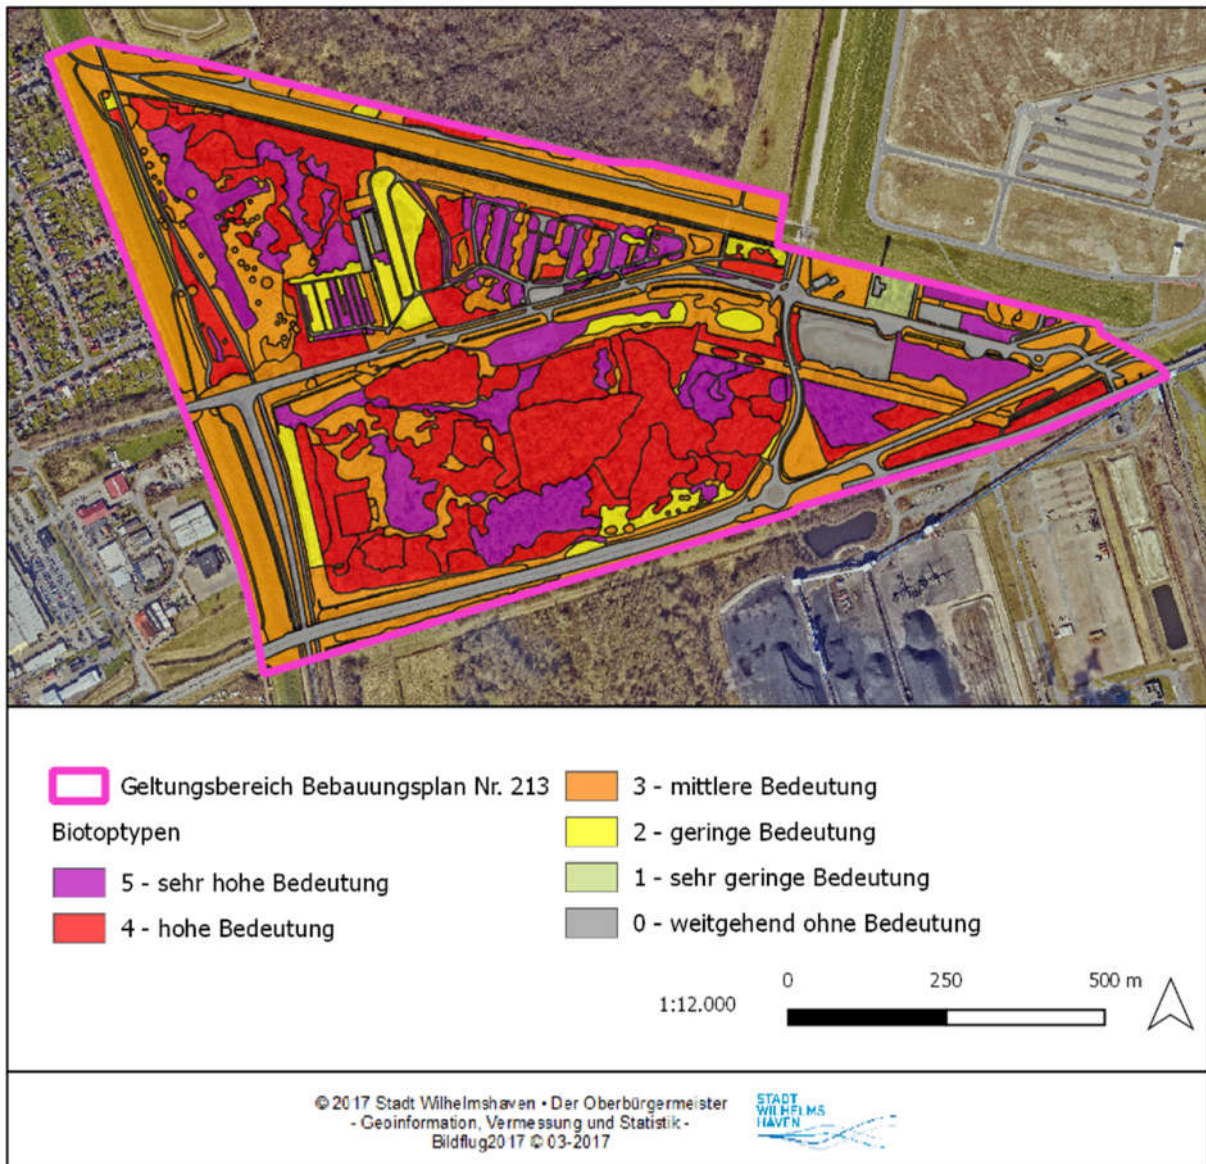 Geltungsbereich Bebauungsplan Nr. 213
Biotoptypen
5 - sehr hohe Bedeutung
4 - hohe Bedeutung
3 - mittlere Bedeutung
2 - geringe Bedeutung
1 - sehr geringe Bedeutung
0 - weitgehend ohne Bedeutung
1:12.000
0 250 500 m
© 2017 Stadt Wilhelmshaven • Der Oberbürgermeister
- Geoinformation, Vermessung und Statistik -
Bildflug2017 © 03-2017
STADT
WILHELMS
HAVEN